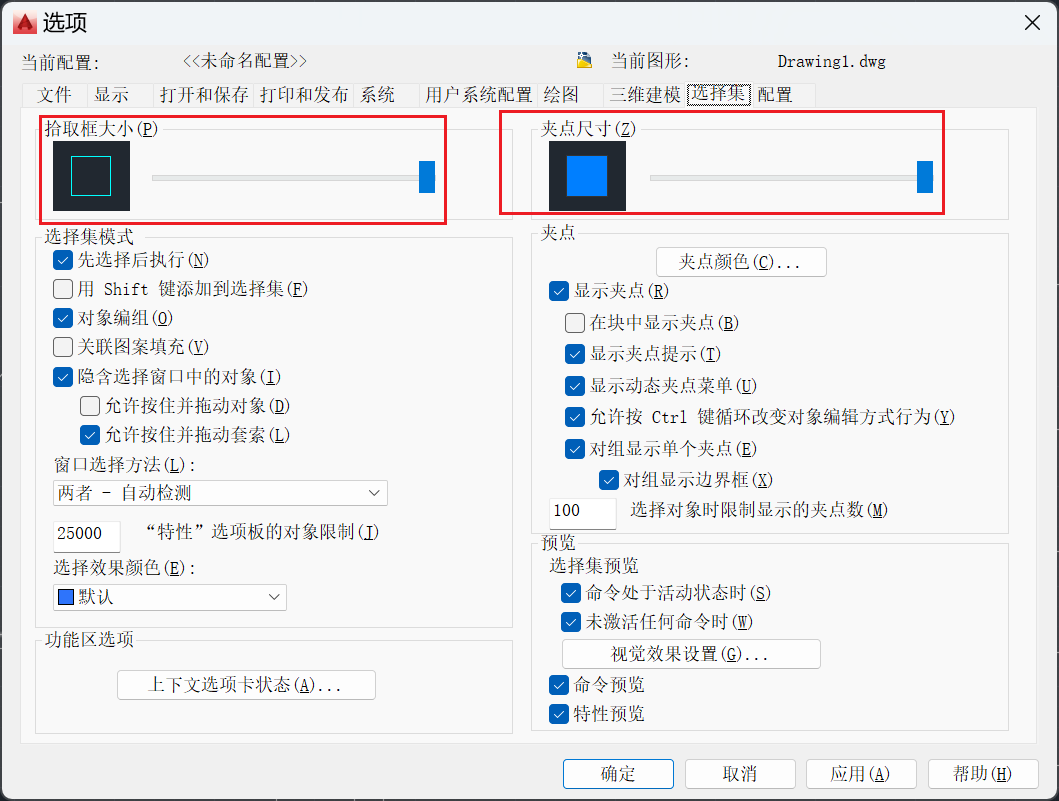 选项
当前配置: <<未命名配置>> 当前图形: Drawing1.dwg
文件 显示 打开和保存 打印和发布 系统 用户系统配置 绘图 三维建模 选择集 配置
拾取框大小(P)
选择集模式
先选择后执行(N)
用 Shift 键添加到选择集(F)
对象编组(O)
关联图案填充(V)
隐含选择窗口中的对象(I)
允许按住并拖动对象(D)
允许按住并拖动套索(L)
窗口选择方法(L):
两者 - 自动检测
25000 “特性”选项板的对象限制(J)
选择效果颜色(E):
默认
功能区选项
上下文选项卡状态(A)...
夹点尺寸(Z)
夹点
夹点颜色(C)...
显示夹点(R)
在块中显示夹点(B)
显示夹点提示(T)
显示动态夹点菜单(U)
允许按 Ctrl 键循环改变对象编辑方式行为(Y)
对组显示单个夹点(E)
对组显示边界框(X)
100 选择对象时限制显示的夹点数(M)
预览
选择集预览
命令处于活动状态时(S)
未激活任何命令时(W)
视觉效果设置(G)...
命令预览
特性预览
确定 取消 应用(A) 帮助(H)